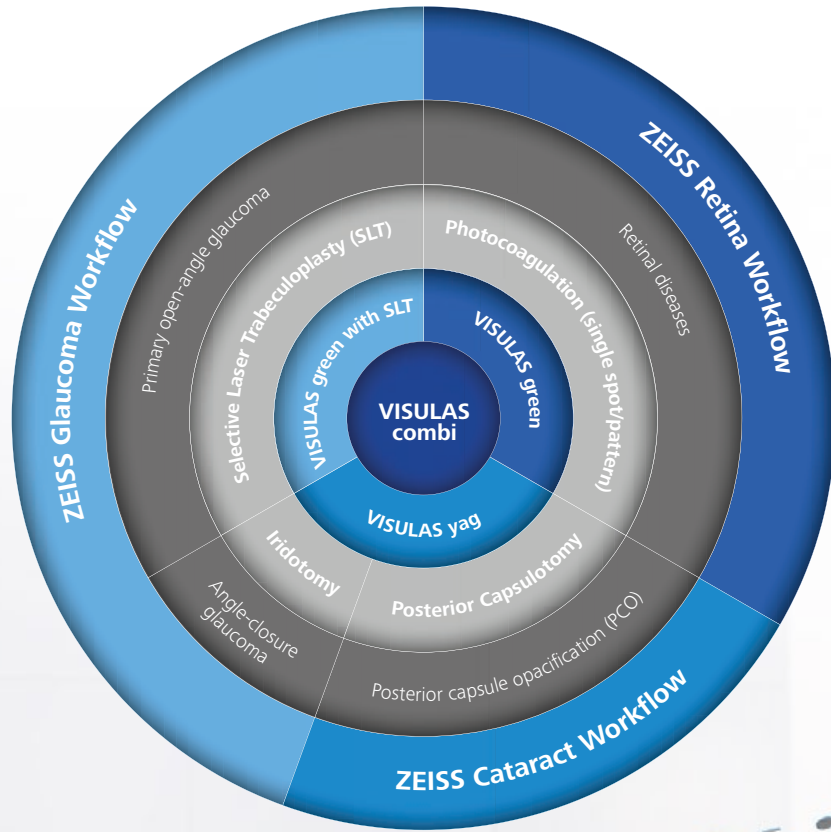 ZEISS Glaucoma Workflow
ZEISS Retina Workflow
ZEISS Cataract Workflow
Primary open-angle glaucoma
Retinal diseases
Angle-closure
glaucoma
Posterior capsule opacification (PCO)
Selective Laser Trabeculoplasty (SLT)
Photocoagulation (single spot/pattern)
Iridotomy
Posterior Capsulotomy
VISULAS green with SLT
VISULAS green
VISULAS yag
VISULAS
combi